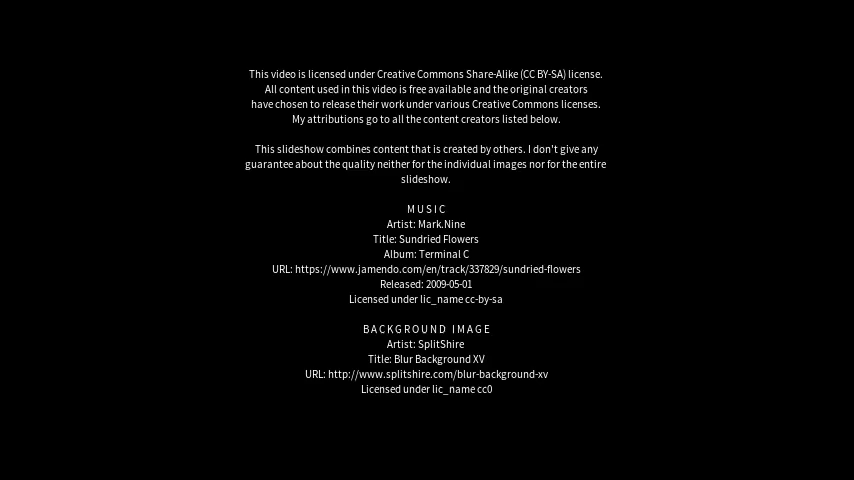 This video is licensed under Creative Commons Share-Alike (CC BY-SA) license.
All content used in this video is free available and the original creators
have chosen to release their work under various Creative Commons licenses.
My attributions go to all the content creators listed below.
This slideshow combines content that is created by others. I don't give any
guarantee about the quality neither for the individual images nor for the entire
slideshow.
MUSIC
Artist: Mark.Nine
Title: Sundried Flowers
Album: Terminal C
URL: https://www.jamendo.com/en/track/337829/sundried-flowers
Released: 2009-05-01
Licensed under lic_name cc-by-sa
BACKGROUND IMAGE
Artist: SplitShire
Title: Blur Background XV
URL: http://www.splitshire.com/blur-background-xv
Licensed under lic_name cc0